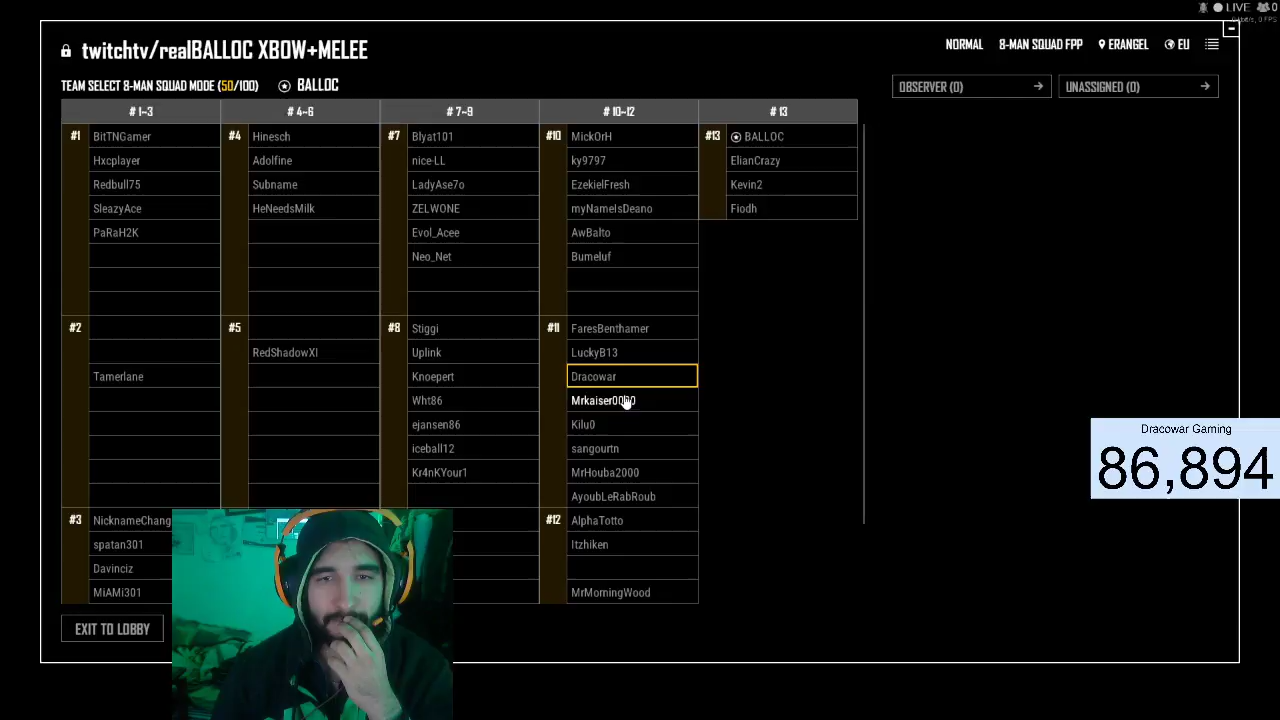 LIVE 0
0 FPS
twitchtv/realBALLOC XBOW+MELEE
NORMAL 8-MAN SQUAD FPP ERANGEL EU
TEAM SELECT 8-MAN SQUAD MODE (50/100) BALLOC
OBSERVER (0) UNASSIGNED (0)
# 1~3 # 4~6 # 7~9 # 10~12 # 13
#1 BitTNGamer #4 Hinesch #7 Blyat101 #10 MickOrH #13 BALLOC
Hxcplayer Adolfine nice-LL ky9797 ElianCrazy
Redbull75 Subname LadyAse7o EzekielFresh Kevin2
SleazyAce HeNeedsMilk ZELWONE myNameIsDeano Fiodh
PaRaH2K Evol_Acee AwBalto
Neo_Net Bumeluf
#2 #5 #8 Stiggi #11 FaresBenthamer
RedShadowXI Uplink LuckyB13
Tamerlane Knoepert Dracowar
Wht86 Mrkaiser0000
ejansen86 Kilu0
iceball12 sangourtn
Kr4nKYour1 MrHouba2000
AyoubLeRabRoub
#3 NicknameChang #12 AlphaTotto
spatan301 Itzhiken
Davinciz
MiAMi301 MrMorningWood
EXIT TO LOBBY
Dracowar Gaming
86,894